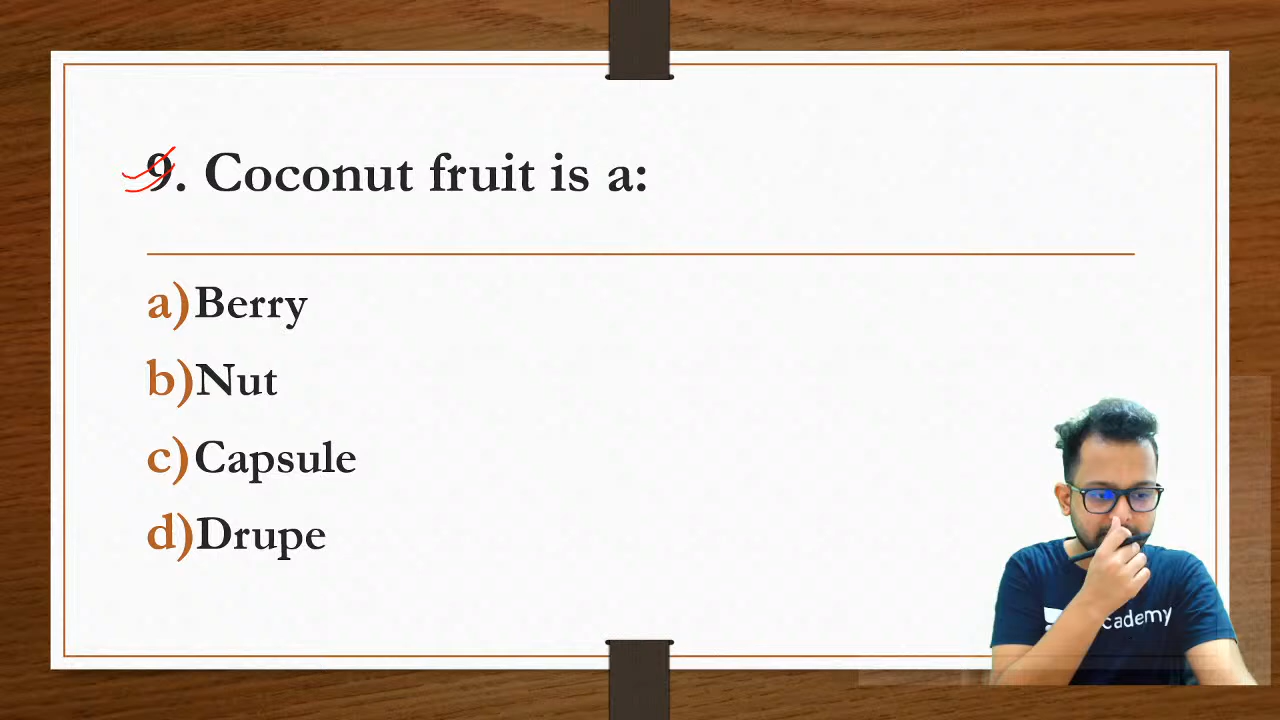 9. Coconut fruit is a:
a) Berry
b) Nut
c) Capsule
d) Drupe
cademy